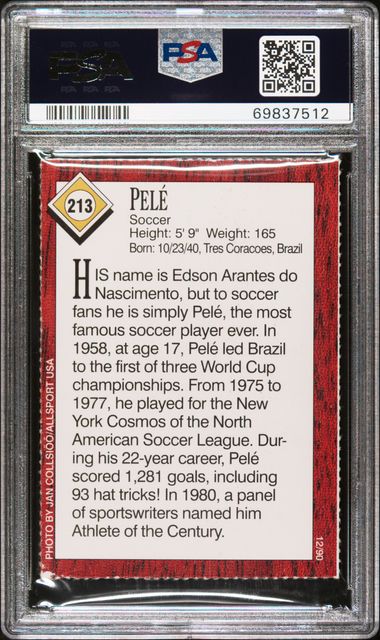 PSA
PSA
69837512
213
PELÉ
Soccer
Height: 5' 9" Weight: 165
Born: 10/23/40, Tres Coracoes, Brazil
HIS name is Edson Arantes do
Nascimento, but to soccer
fans he is simply Pelé, the most
famous soccer player ever. In
1958, at age 17, Pelé led Brazil
to the first of three World Cup
championships. From 1975 to
1977, he played for the New
York Cosmos of the North
American Soccer League. Dur-
ing his 22-year career, Pelé
scored 1,281 goals, including
93 hat tricks! In 1980, a panel
of sportswriters named him
Athlete of the Century.
PHOTO BY JAN COLLSIOO/ALLSPORT USA
12/90